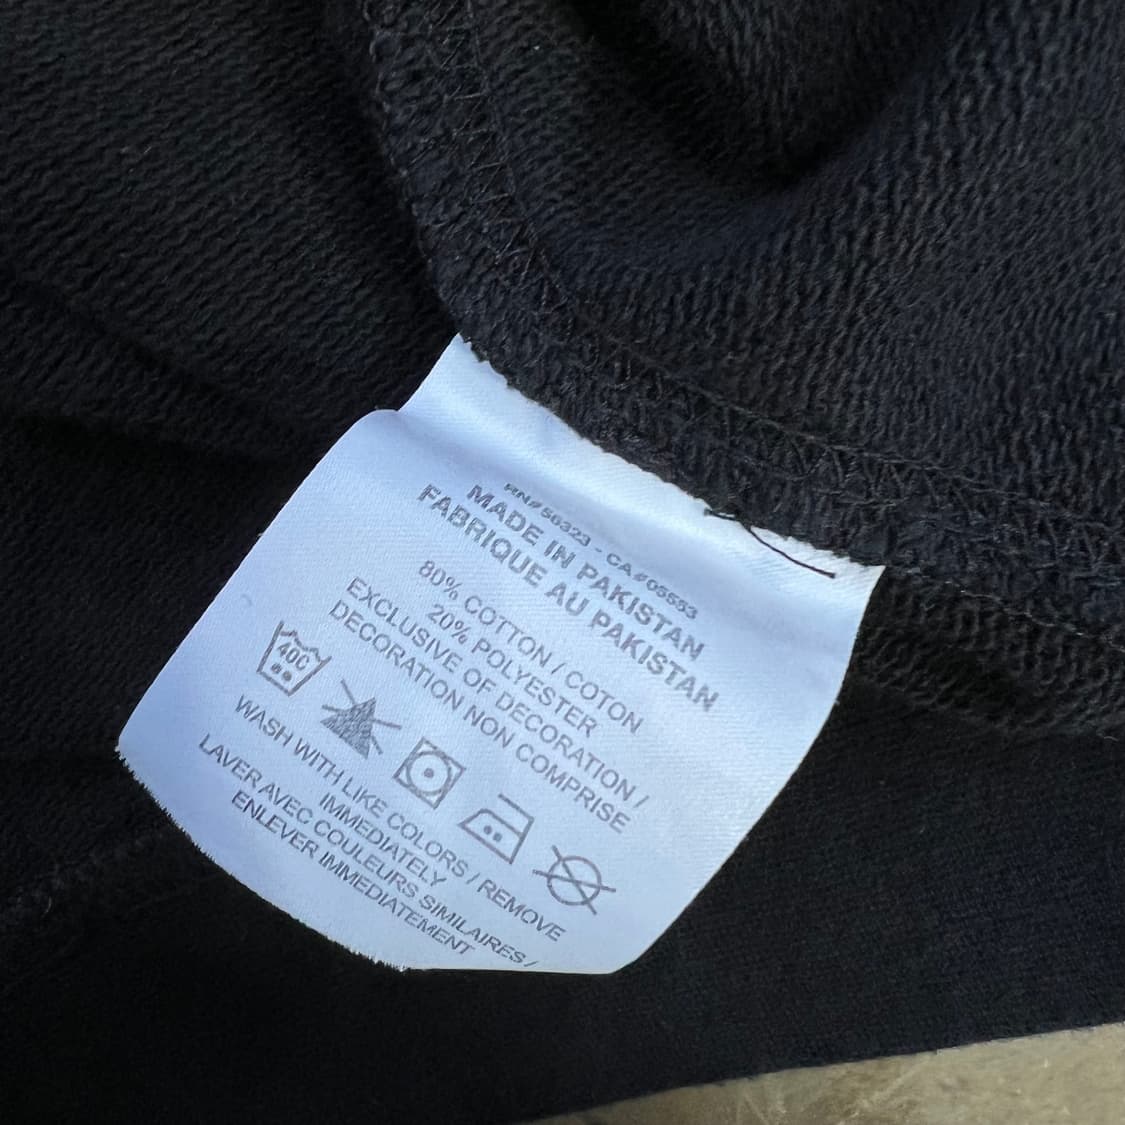 RN#56323 - CA#05553
MADE IN PAKISTAN
FABRIQUE AU PAKISTAN
80% COTTON / COTON
20% POLYESTER
EXCLUSIVE OF DECORATION /
DECORATION NON COMPRISE
40C
WASH WITH LIKE COLORS / REMOVE
IMMEDIATELY
LAVER AVEC COULEURS SIMILAIRES /
ENLEVER IMMEDIATEMENT